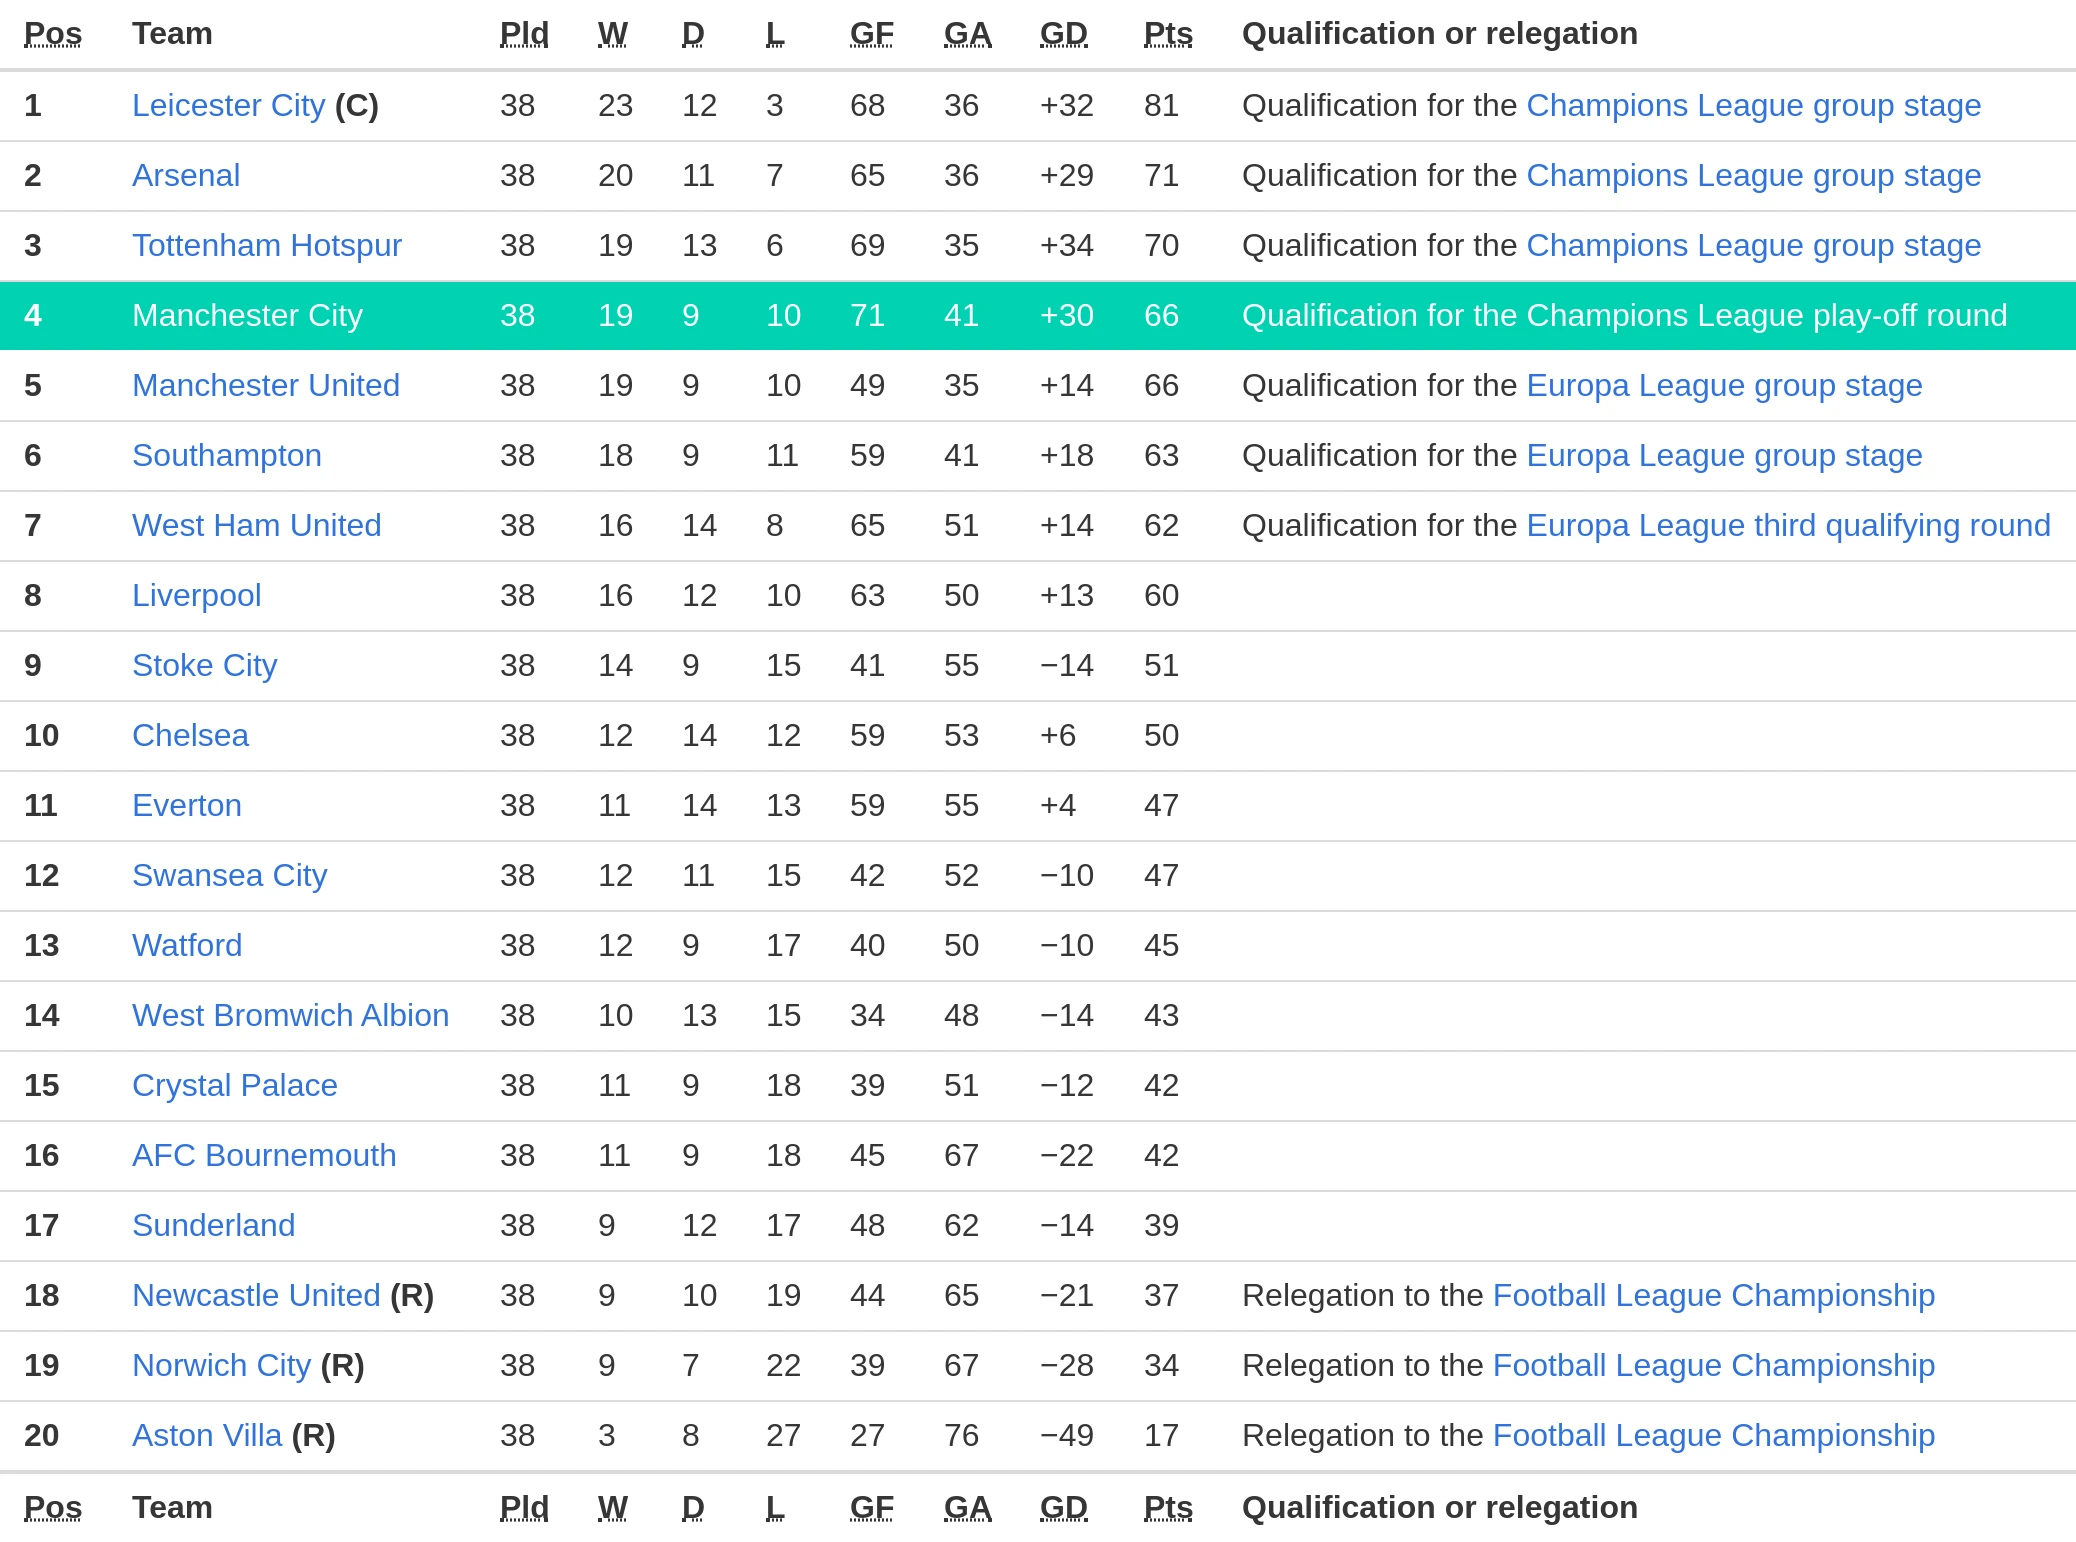 Pos Team Pld W D L GF GA GD Pts Qualification or relegation
1 Leicester City (C) 38 23 12 3 68 36 +32 81 Qualification for the Champions League group stage
2 Arsenal 38 20 11 7 65 36 +29 71 Qualification for the Champions League group stage
3 Tottenham Hotspur 38 19 13 6 69 35 +34 70 Qualification for the Champions League group stage
4 Manchester City 38 19 9 10 71 41 +30 66 Qualification for the Champions League play-off round
5 Manchester United 38 19 9 10 49 35 +14 66 Qualification for the Europa League group stage
6 Southampton 38 18 9 11 59 41 +18 63 Qualification for the Europa League group stage
7 West Ham United 38 16 14 8 65 51 +14 62 Qualification for the Europa League third qualifying round
8 Liverpool 38 16 12 10 63 50 +13 60
9 Stoke City 38 14 9 15 41 55 −14 51
10 Chelsea 38 12 14 12 59 53 +6 50
11 Everton 38 11 14 13 59 55 +4 47
12 Swansea City 38 12 11 15 42 52 −10 47
13 Watford 38 12 9 17 40 50 −10 45
14 West Bromwich Albion 38 10 13 15 34 48 −14 43
15 Crystal Palace 38 11 9 18 39 51 −12 42
16 AFC Bournemouth 38 11 9 18 45 67 −22 42
17 Sunderland 38 9 12 17 48 62 −14 39
18 Newcastle United (R) 38 9 10 19 44 65 −21 37 Relegation to the Football League Championship
19 Norwich City (R) 38 9 7 22 39 67 −28 34 Relegation to the Football League Championship
20 Aston Villa (R) 38 3 8 27 27 76 −49 17 Relegation to the Football League Championship
Pos Team Pld W D L GF GA GD Pts Qualification or relegation